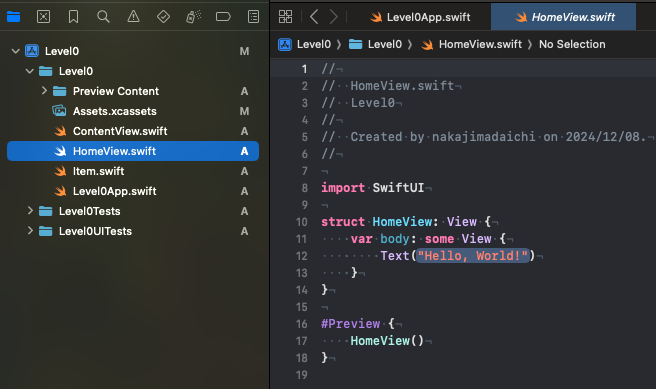 Level0 M
Level0
Preview Content A
Assets.xcassets A
ContentView.swift A
HomeView.swift A
Item.swift A
Level0App.swift A
Level0Tests
Level0UITests
Level0App.swift HomeView.swift
Level0 〉 Level0 〉 HomeView.swift 〉 No Selection
1 //
2 // HomeView.swift
3 // Level0
4 //
5 // Created by nakajimadaichi on 2024/12/08.
6 //
7
8 import SwiftUI
9
10 struct HomeView: View {
11 var body: some View {
12 Text("Hello, World!")
13 }
14 }
15
16 #Preview {
17 HomeView()
18 }
19